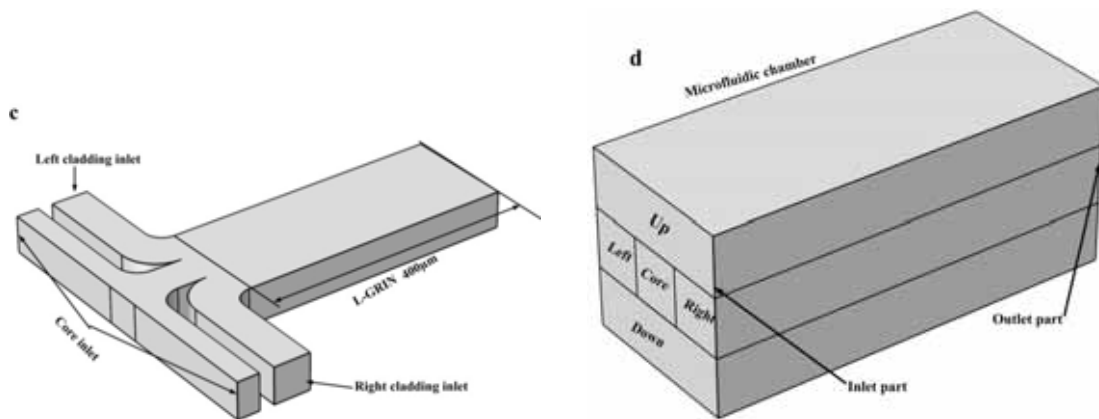 c
Left cladding inlet
L-GRIN 400μm
Core inlet
Right cladding inlet
d
Microfluidic chamber
Up
Left
Core
Right
Down
Outlet part
Inlet part